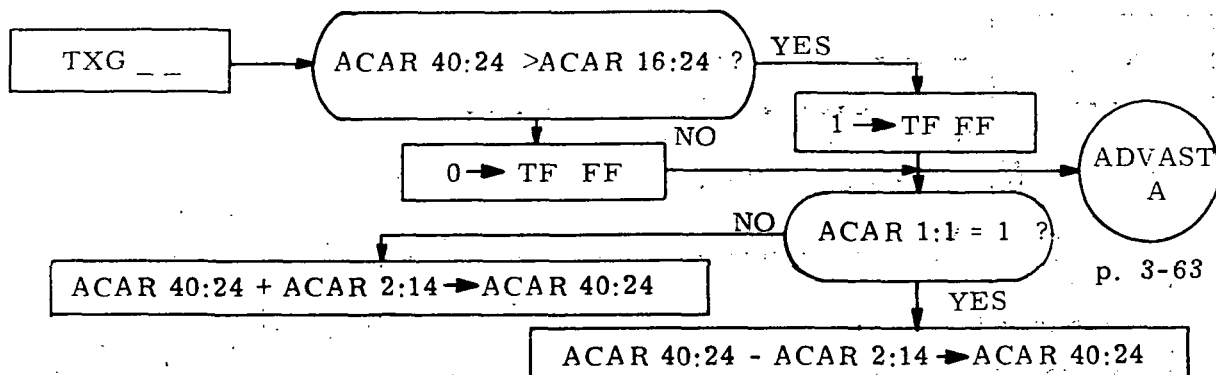 TXG _ _
ACAR 40:24 >ACAR 16:24 ?
YES
1 → TF FF
NO
0 → TF FF
ADVAST
A
p. 3-63
ACAR 1:1 = 1 ?
NO
ACAR 40:24 + ACAR 2:14 → ACAR 40:24
YES
ACAR 40:24 - ACAR 2:14 → ACAR 40:24